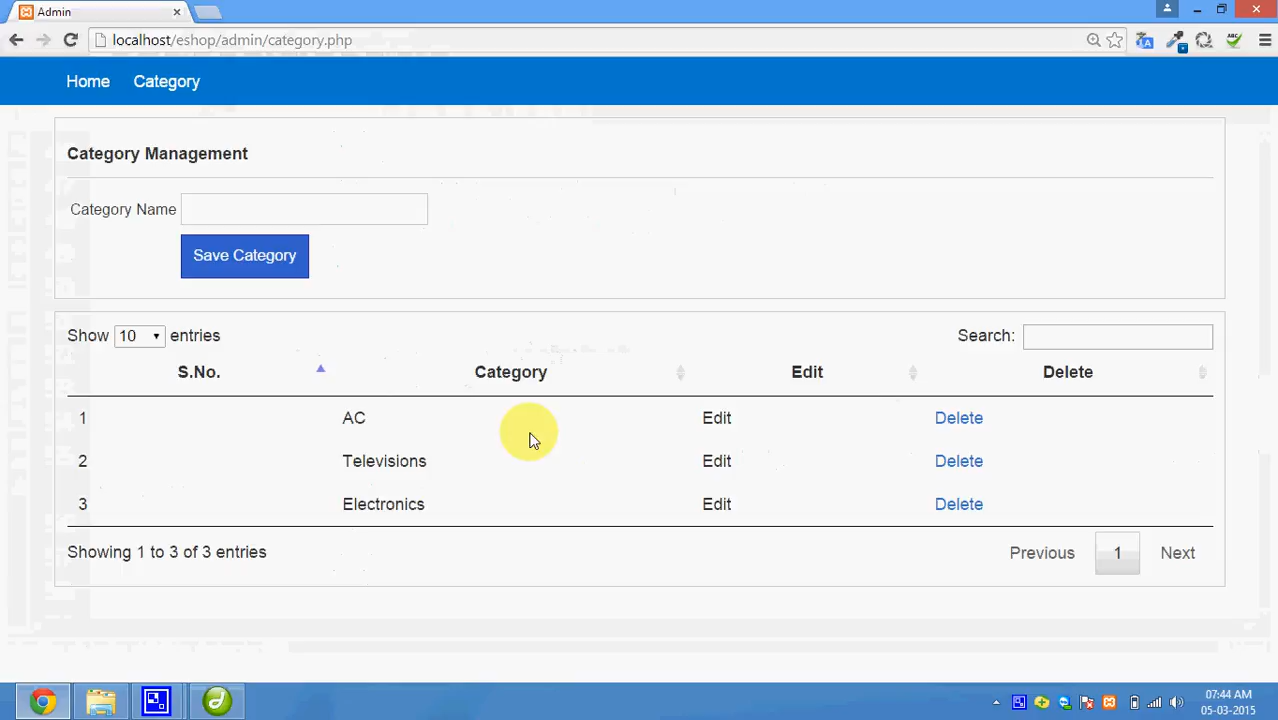 Admin
localhost/eshop/admin/category.php
Home Category
Category Management
Category Name
Save Category
Show 10 entries Search:
S.No. Category Edit Delete
1 AC Edit Delete
2 Televisions Edit Delete
3 Electronics Edit Delete
Showing 1 to 3 of 3 entries Previous 1 Next
07:44 AM
05-03-2015